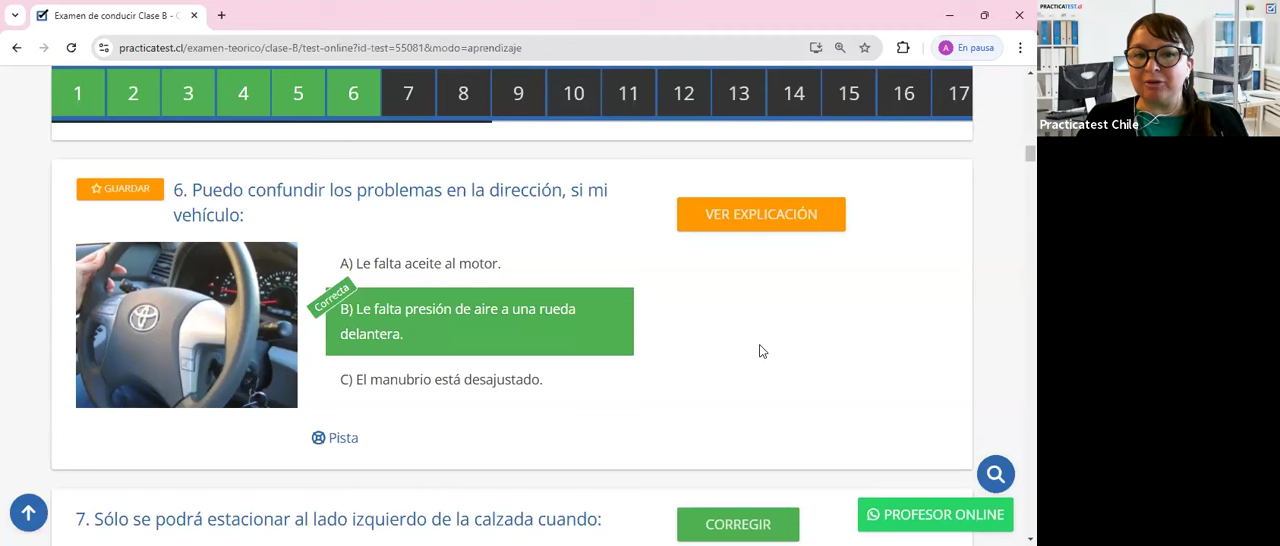 Examen de conducir Clase B - C
practicatest.cl/examen-teorico/clase-B/test-online?id-test=55081&modo=aprendizaje
A
En pausa
PRACTICATEST.cl
Practicatest Chile
1 2 3 4 5 6 7 8 9 10 11 12 13 14 15 16 17
GUARDAR
6. Puedo confundir los problemas en la dirección, si mi
vehículo:
VER EXPLICACIÓN
A) Le falta aceite al motor.
Correcta
B) Le falta presión de aire a una rueda
delantera.
C) El manubrio está desajustado.
Pista
7. Sólo se podrá estacionar al lado izquierdo de la calzada cuando:
CORREGIR
PROFESOR ONLINE